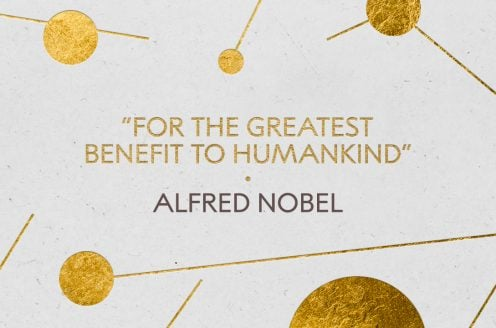 “FOR THE GREATEST
BENEFIT TO HUMANKIND”
ALFRED NOBEL